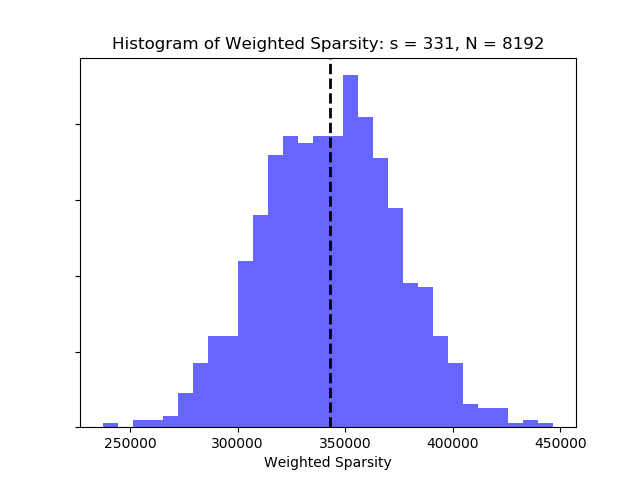 Histogram of Weighted Sparsity: s = 331, N = 8192
250000 300000 350000 400000 450000
Weighted Sparsity